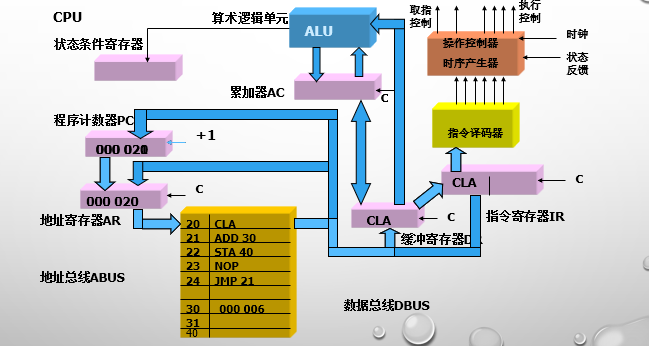 CPU
算术逻辑单元
ALU
取指
控制
执行
控制
状态条件寄存器
操作控制器
时序产生器
时钟
状态
反馈
累加器AC
C
程序计数器PC
+1
指令译码器
000 020
CLA
C
000 020
C
CLA
C
指令寄存器IR
地址寄存器AR
缓冲寄存器DR
20 CLA
21 ADD 30
22 STA 40
23 NOP
24 JMP 21
30 000 006
31
40
地址总线ABUS
数据总线DBUS